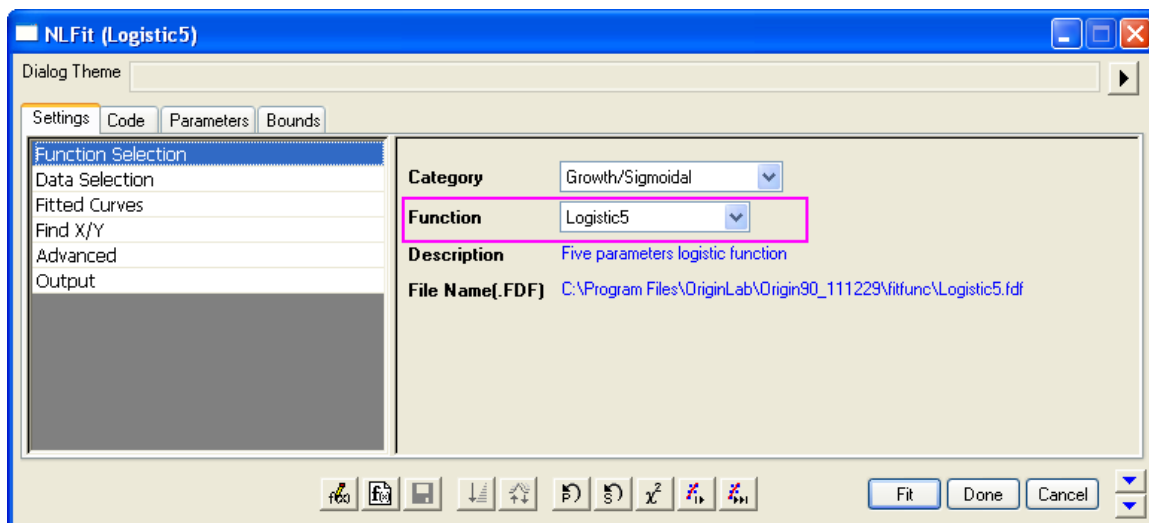 NLFit (Logistic5)
Dialog Theme
Settings Code Parameters Bounds
Function Selection
Data Selection
Fitted Curves
Find X/Y
Advanced
Output
Category Growth/Sigmoidal
Function Logistic5
Description Five parameters logistic function
File Name(.FDF) C:\Program Files\OriginLab\Origin90_111229\fitfunc\Logistic5.fdf
χ² Fit Done Cancel